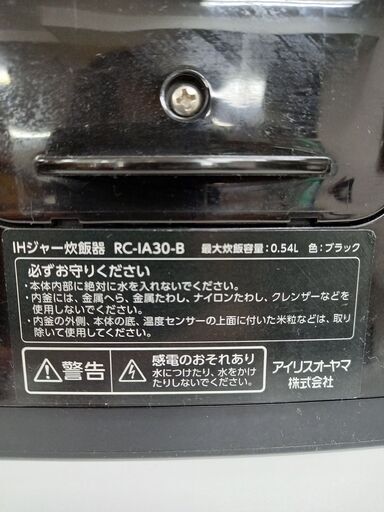 IHジャー炊飯器 RC-IA30-B 最大炊飯容量：0.54L 色：ブラック
必ずお守りください
・本体内部に絶対に水を入れないでください。
・内釜には、金属へら、金属たわし、ナイロンたわし、クレンザーなどを
使用しないでください。
・内釜の外側、本体の底、温度センサーの上面に付いた米粒などは、取り
除いて使用してください。
警告
感電のおそれあり
水につけたり、水をかけ
たりしないでください。
アイリスオーヤマ
株式会社